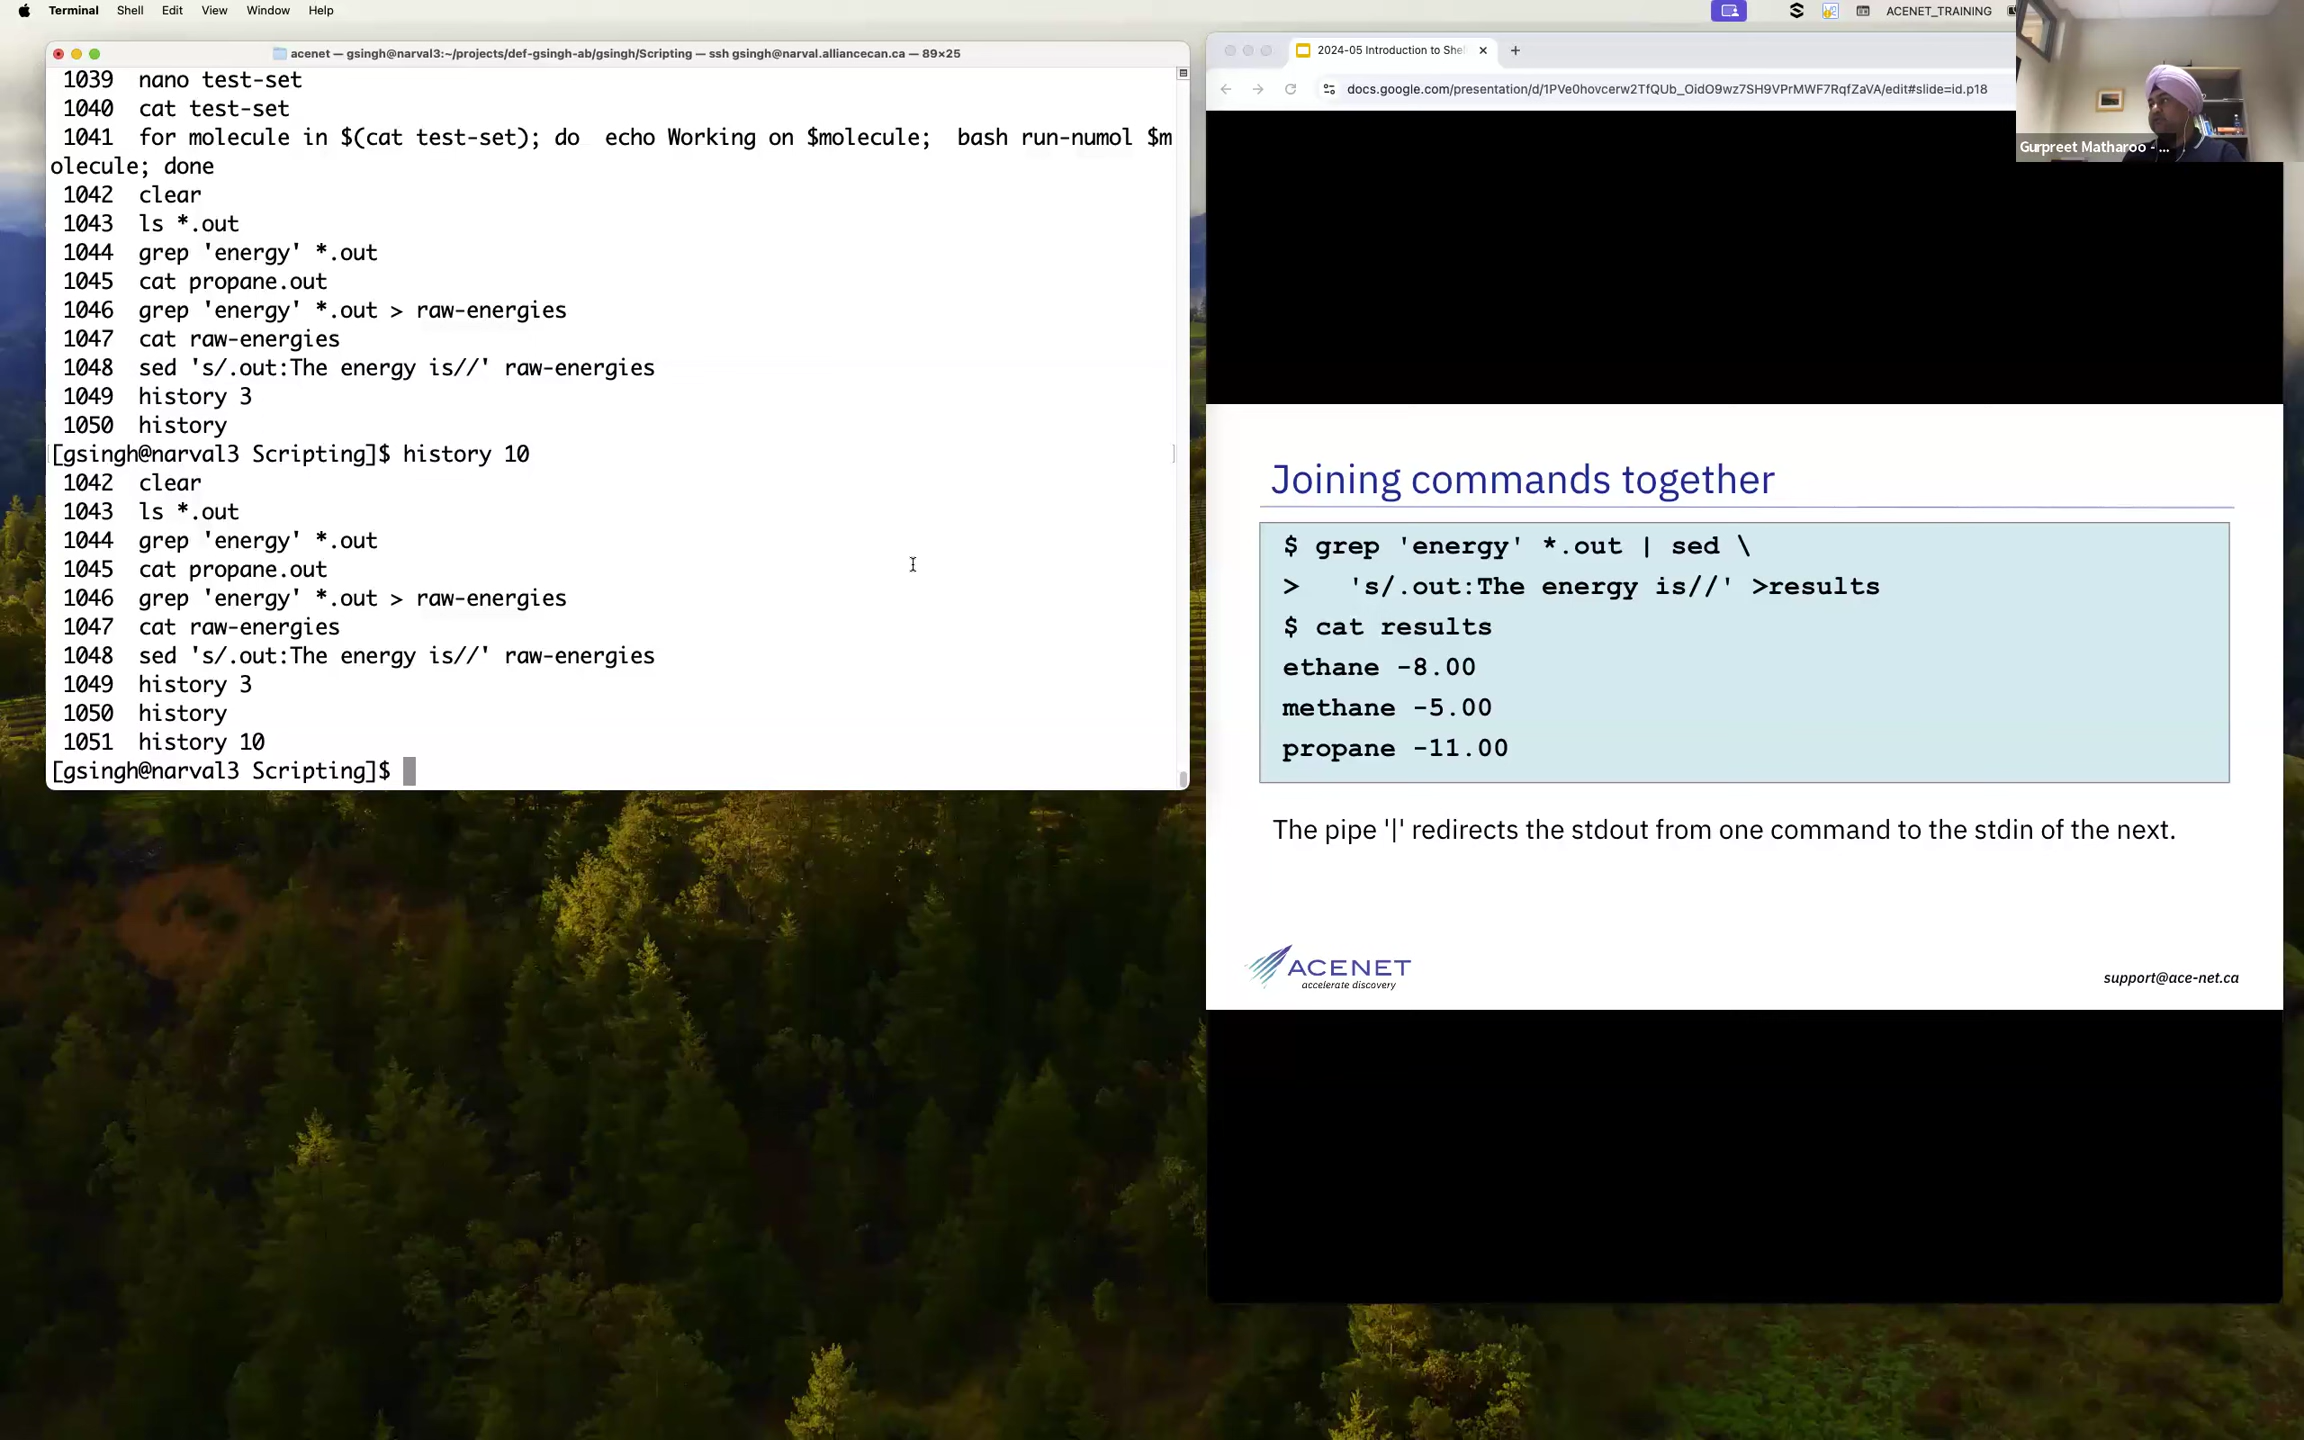 Terminal Shell Edit View Window Help
ACENET_TRAINING
acenet — gsingh@narval3:~/projects/def-gsingh-ab/gsingh/Scripting — ssh gsingh@narval.alliancecan.ca — 89×25
1039 nano test-set
1040 cat test-set
1041 for molecule in $(cat test-set); do echo Working on $molecule; bash run-numol $m
olecule; done
1042 clear
1043 ls *.out
1044 grep 'energy' *.out
1045 cat propane.out
1046 grep 'energy' *.out > raw-energies
1047 cat raw-energies
1048 sed 's/.out:The energy is//' raw-energies
1049 history 3
1050 history
[gsingh@narval3 Scripting]$ history 10
1042 clear
1043 ls *.out
1044 grep 'energy' *.out
1045 cat propane.out
1046 grep 'energy' *.out > raw-energies
1047 cat raw-energies
1048 sed 's/.out:The energy is//' raw-energies
1049 history 3
1050 history
1051 history 10
[gsingh@narval3 Scripting]$
2024-05 Introduction to She
docs.google.com/presentation/d/1PVe0hovcerw2TfQUb_OidO9wz7SH9VPrMWF7RqfZaVA/edit#slide=id.p18
Gurpreet Matharoo - ...
Joining commands together
$ grep 'energy' *.out | sed \
> 's/.out:The energy is//' >results
$ cat results
ethane -8.00
methane -5.00
propane -11.00
The pipe '|' redirects the stdout from one command to the stdin of the next.
ACENET
accelerate discovery
support@ace-net.ca